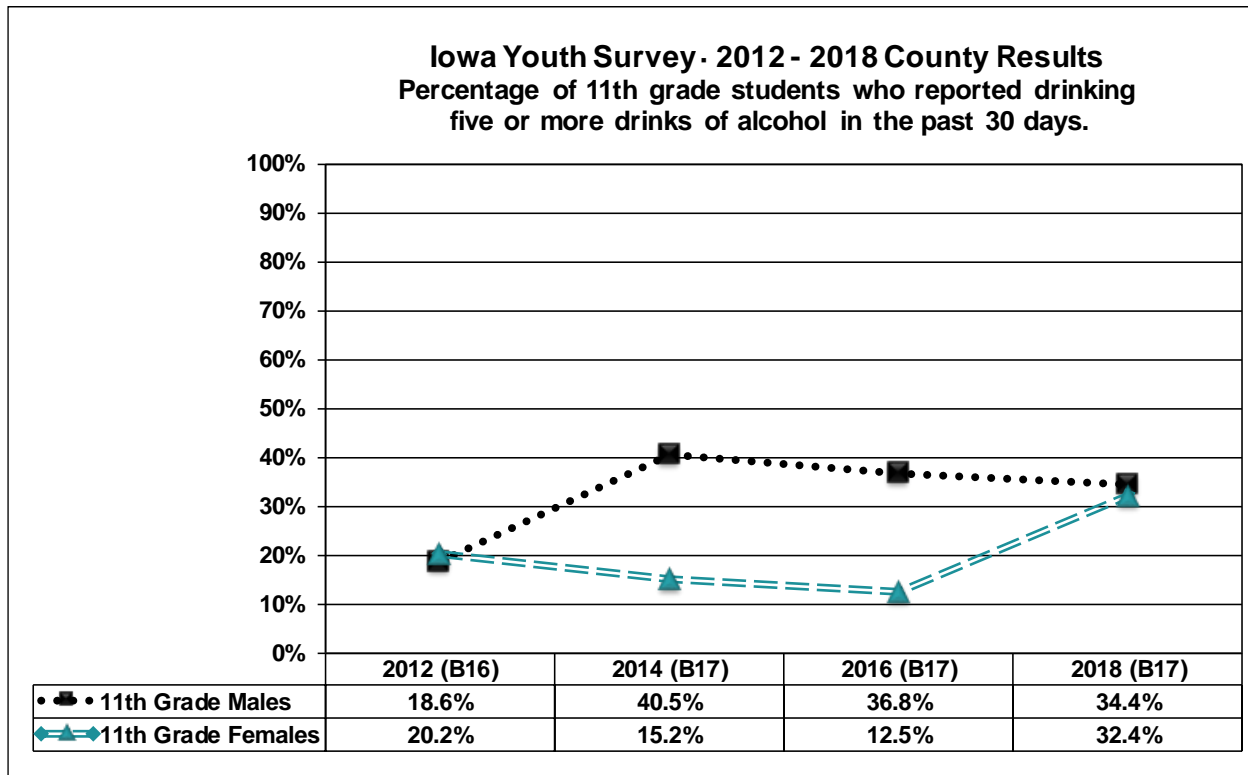 Iowa Youth Survey · 2012 - 2018 County Results
Percentage of 11th grade students who reported drinking
five or more drinks of alcohol in the past 30 days.
100%
90%
80%
70%
60%
50%
40%
30%
20%
10%
0%
2012 (B16) 2014 (B17) 2016 (B17) 2018 (B17)
11th Grade Males 18.6% 40.5% 36.8% 34.4%
11th Grade Females 20.2% 15.2% 12.5% 32.4%